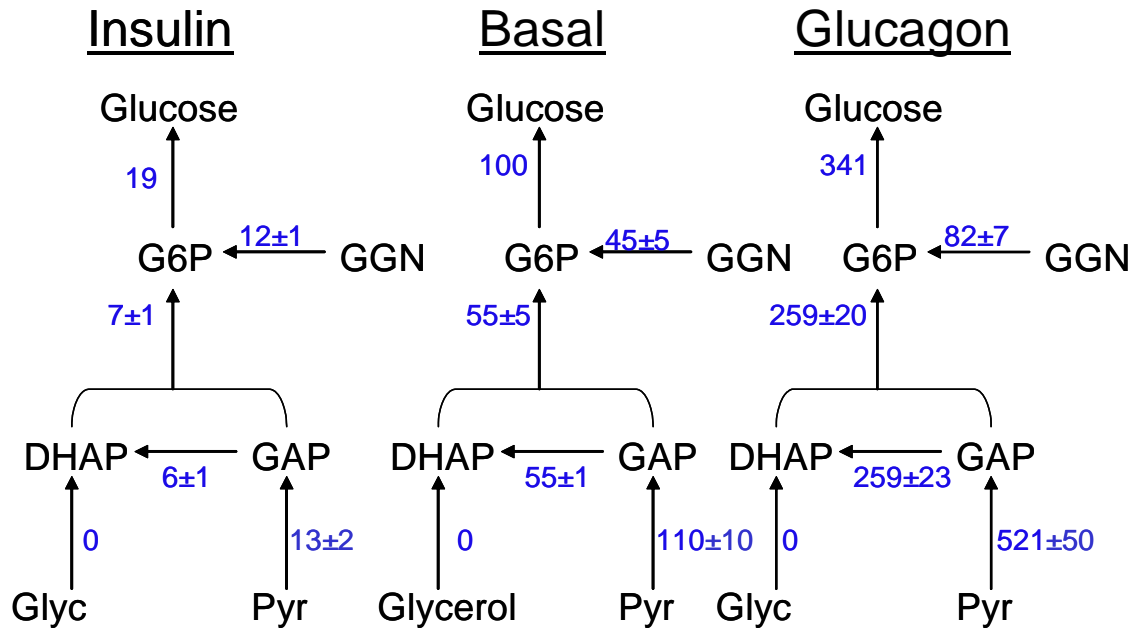 Insulin
Basal
Glucagon
Glucose
Glucose
Glucose
19
100
341
12±1
45±5
82±7
G6P
GGN
G6P
GGN
G6P
GGN
7±1
55±5
259±20
DHAP
GAP
DHAP
GAP
DHAP
GAP
6±1
55±1
259±23
0
13±2
0
110±10
0
521±50
Glyc
Pyr
Glycerol
Pyr
Glyc
Pyr